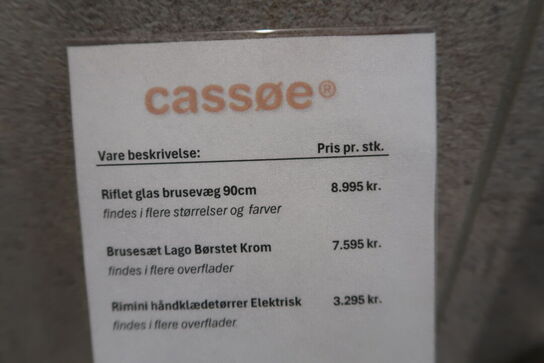 cassøe®
Vare beskrivelse: Pris pr. stk.
Riflet glas brusevæg 90cm 8.995 kr.
findes i flere størrelser og farver
Brusesæt Lago Børstet Krom 7.595 kr.
findes i flere overflader
Rimini håndklædetørrer Elektrisk 3.295 kr.
findes i flere overflader